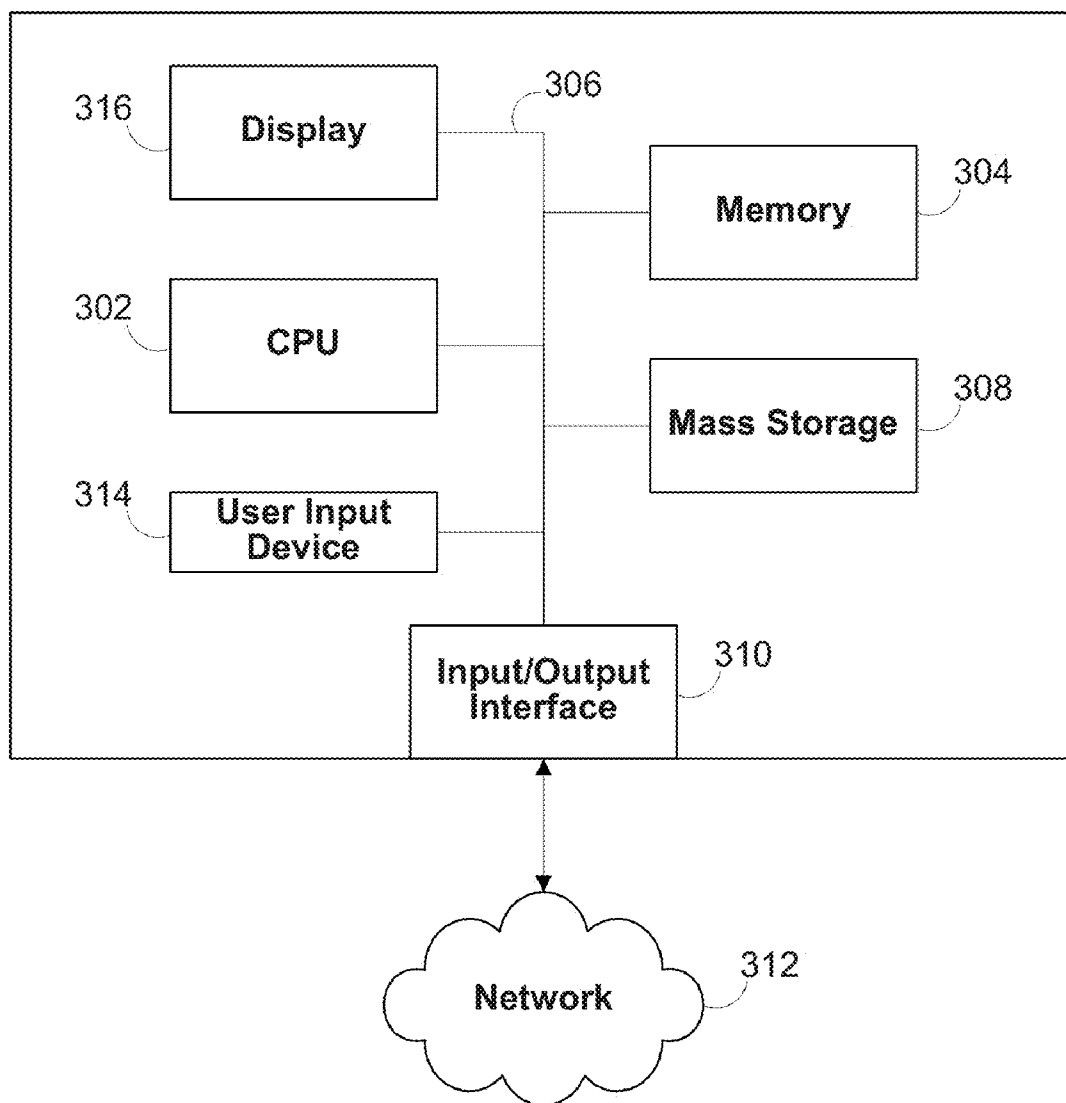 306
316
Display
304
Memory
302
CPU
308
Mass Storage
314
User Input
Device
310
Input/Output
Interface
312
Network